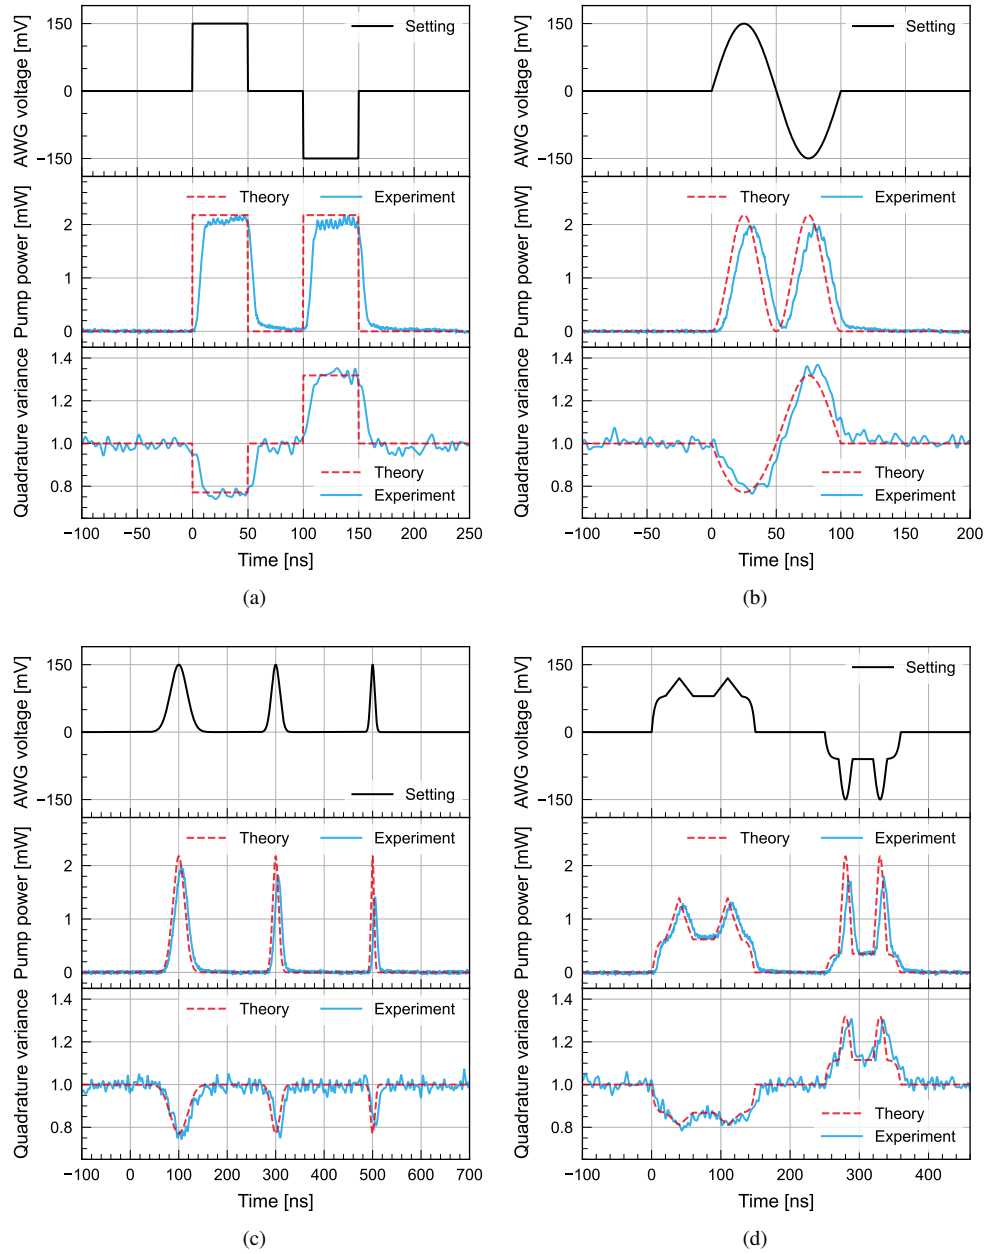 AWG voltage [mV]
150
0
−150
Setting
Pump power [mW]
2
1
0
Theory
Experiment
Quadrature variance
1.4
1.2
1.0
0.8
Theory
Experiment
−100 −50 0 50 100 150 200 250
Time [ns]
(a)
AWG voltage [mV]
150
0
−150
Setting
Pump power [mW]
2
1
0
Theory
Experiment
Quadrature variance
1.4
1.2
1.0
0.8
Theory
Experiment
−100 −50 0 50 100 150 200
Time [ns]
(b)
AWG voltage [mV]
150
0
−150
Setting
Pump power [mW]
2
1
0
Theory
Experiment
Quadrature variance
1.4
1.2
1.0
0.8
Theory
Experiment
−100 0 100 200 300 400 500 600 700
Time [ns]
(c)
AWG voltage [mV]
150
0
−150
Setting
Pump power [mW]
2
1
0
Theory
Experiment
Quadrature variance
1.4
1.2
1.0
0.8
Theory
Experiment
−100 0 100 200 300 400
Time [ns]
(d)